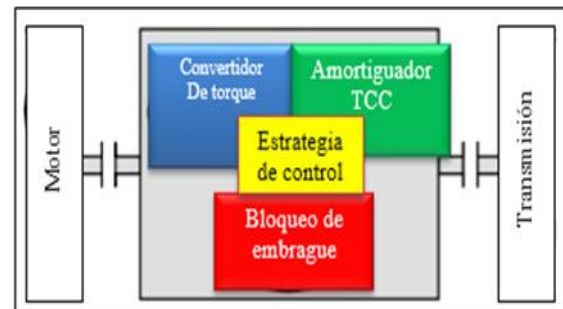 Motor
Convertidor
De torque
Amortiguador
TCC
Estrategia
de control
Bloqueo de
embrague
Transmisión